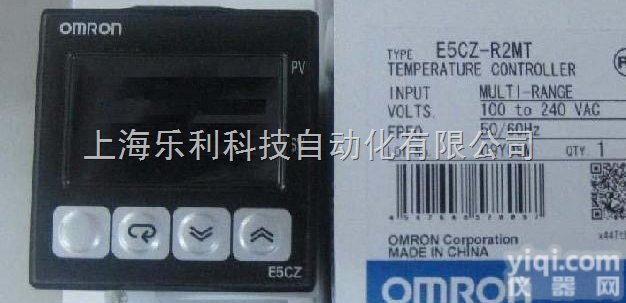 OMRON
PV
E5CZ
TYPE E5CZ-R2MT
TEMPERATURE CONTROLLER
INPUT MULTI-RANGE
VOLTS. 100 to 240 VAC
FREQ. 50/60Hz
上海乐利科技自动化有限公司
QTY. 1
OMRON Corporation
MADE IN CHINA
OMRON
yiqi.com
仪器网